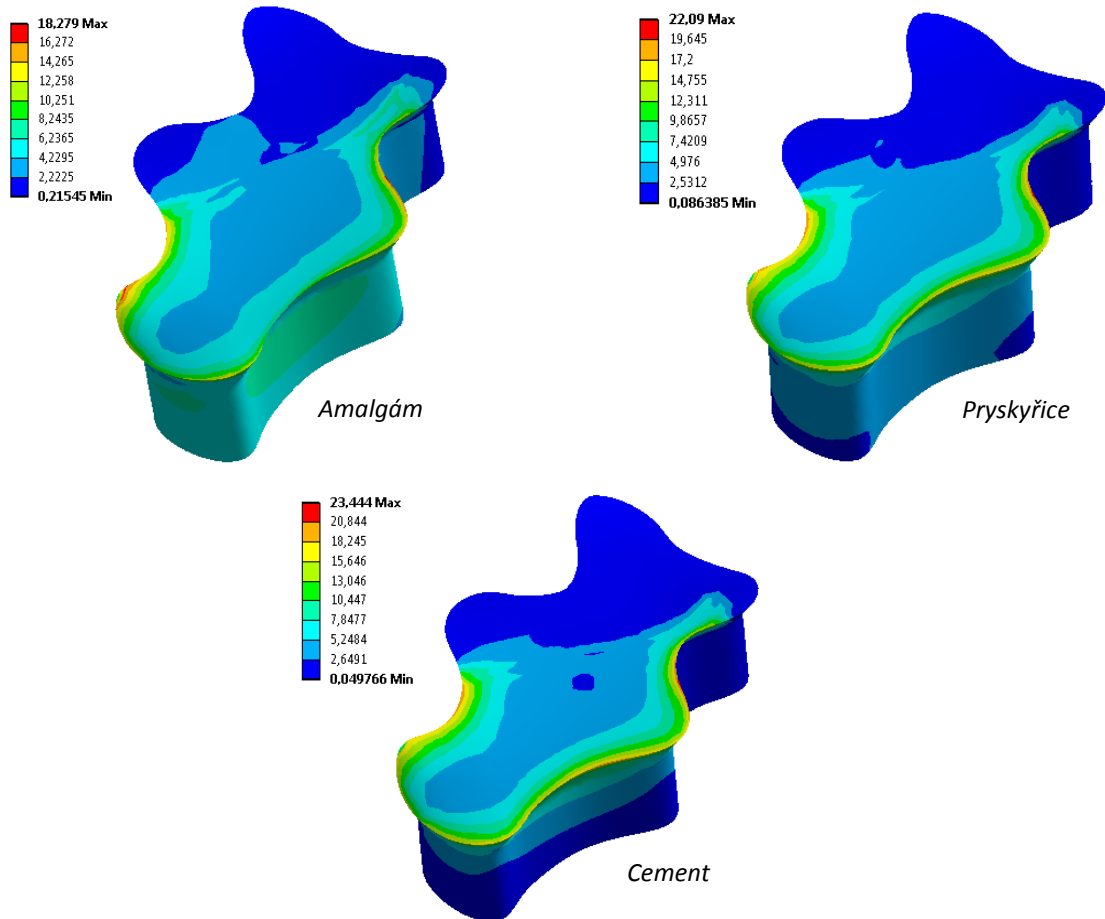 18,279 Max
16,272
14,265
12,258
10,251
8,2435
6,2365
4,2295
2,2225
0,21545 Min
Amalgám
22,09 Max
19,645
17,2
14,755
12,311
9,8657
7,4209
4,976
2,5312
0,086385 Min
Pryskyřice
23,444 Max
20,844
18,245
15,646
13,046
10,447
7,8477
5,2484
2,6491
0,049766 Min
Cement